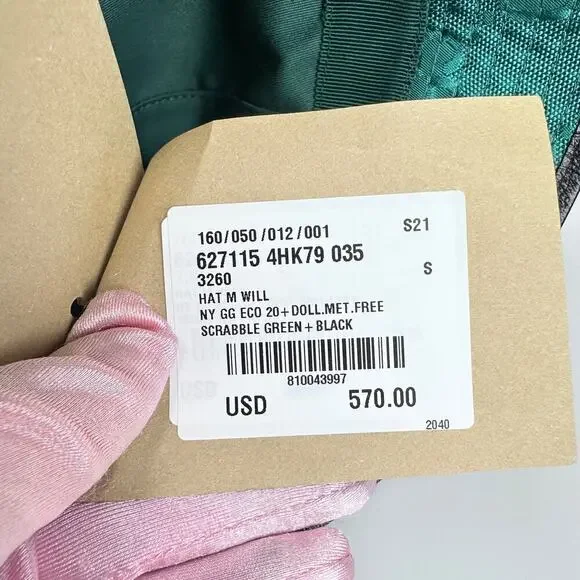 160/050/012/001 S21
627115 4HK79 035
3260 S
HAT M WILL
NY GG ECO 20+DOLL.MET.FREE
SCRABBLE GREEN+BLACK
810043997
USD 570.00
2040